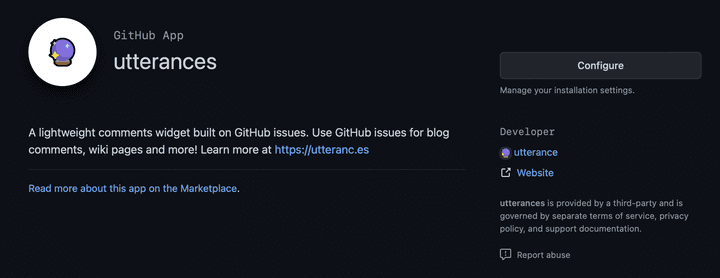 GitHub App
utterances
A lightweight comments widget built on GitHub issues. Use GitHub issues for blog
comments, wiki pages and more! Learn more at https://utteranc.es
Read more about this app on the Marketplace.
Configure
Manage your installation settings.
Developer
utterance
Website
utterances is provided by a third-party and is
governed by separate terms of service, privacy
policy, and support documentation.
Report abuse